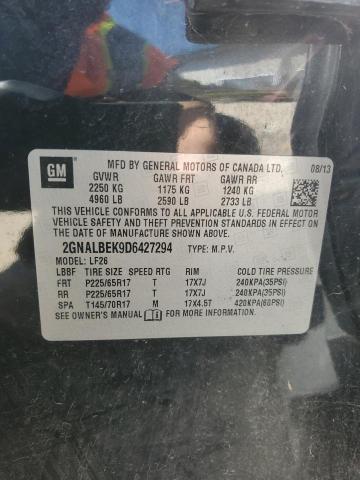 GM
MFD BY GENERAL MOTORS OF CANADA LTD.
08/13
GVWR GAWR FRT GAWR RR
2250 KG 1175 KG 1240 KG
4960 LB 2590 LB 2733 LB
THIS VEHICLE CONFORMS TO ALL APPLICABLE U.S. FEDERAL MOTOR
VEHICLE SAFETY AND THEFT PREVENTION STANDARDS IN EFFECT ON
THE DATE OF MANUFACTURE SHOWN ABOVE.
2GNALBEK9D6427294 TYPE: M.P.V.
MODEL: LF26
LBBF TIRE SIZE SPEED RTG RIM COLD TIRE PRESSURE
FRT P225/65R17 T 17X7J 240KPA(35PSI)
RR P225/65R17 T 17X7J 240KPA(35PSI)
SPA T145/70R17 M 17X4.5T 420KPA(60PSI)
SEE OWNER'S MANUAL FOR MORE INFORMATION.